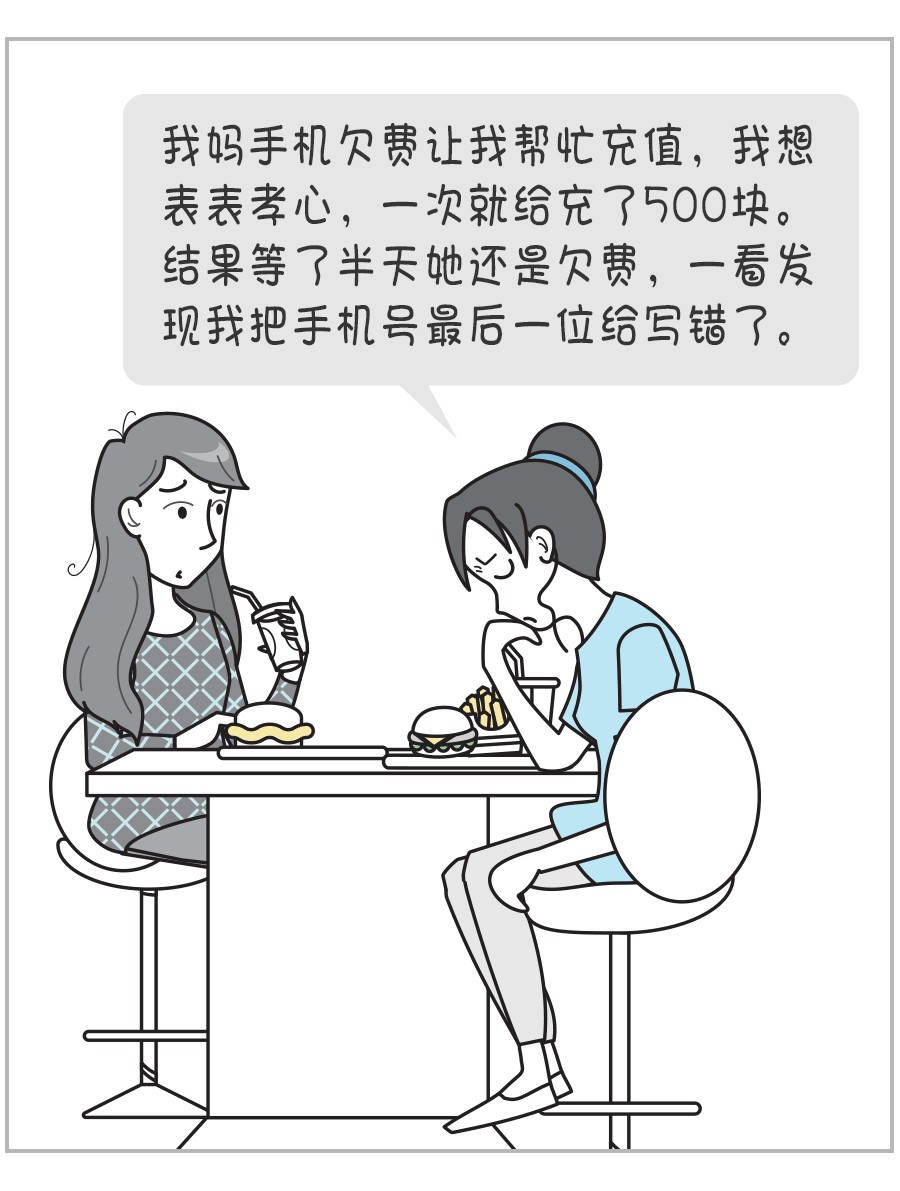 我妈手机欠费让我帮忙充值，我想
表表孝心，一次就给充了500块。
结果等了半天她还是欠费，一看发
现我把手机号最后一位给写错了。